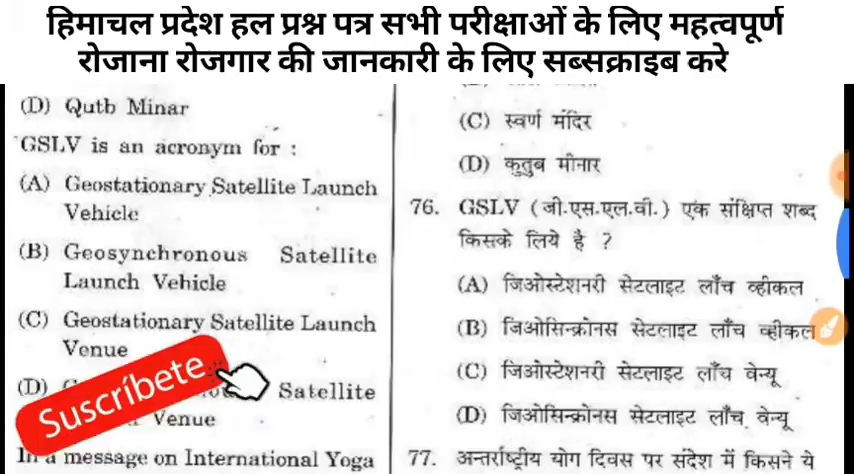 हिमाचल प्रदेश हल प्रश्न पत्र सभी परीक्षाओं के लिए महत्वपूर्ण
रोजाना रोजगार की जानकारी के लिए सब्सक्राइब करे
(D) Qutb Minar
GSLV is an acronym for :
(A) Geostationary Satellite Launch
Vehicle
(B) Geosynchronous Satellite
Launch Vehicle
(C) Geostationary Satellite Launch
Venue
(D) Satellite
Venue
In a message on International Yoga
Suscríbete
(C) स्वर्ण मंदिर
(D) कुतुब मीनार
76. GSLV (जी.एस.एल.वी.) एक संक्षिप्त शब्द
किसके लिये है ?
(A) जिओस्टेशनरी सेटलाइट लाँच व्हीकल
(B) जिओसिन्क्रोनस सेटलाइट लाँच व्हीकल
(C) जिओस्टेशनरी सेटलाइट लाँच वेन्यू
(D) जिओसिन्क्रोनस सेटलाइट लाँच वेन्यू
77. अन्तर्राष्ट्रीय योग दिवस पर संदेश में किसने ये